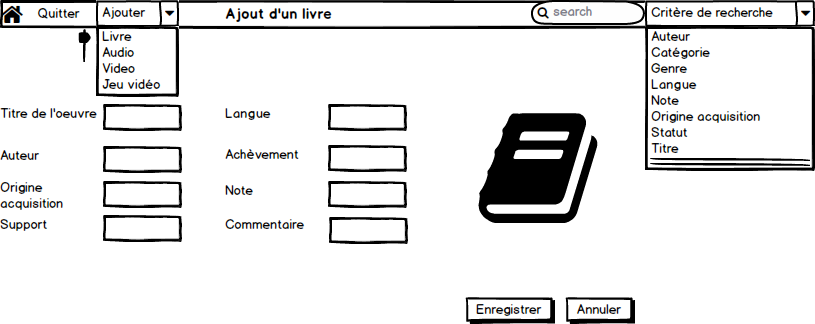 Quitter
Ajouter
Ajout d'un livre
search
Critère de recherche
Livre
Audio
Video
Jeu vidéo
Auteur
Catégorie
Genre
Langue
Note
Origine acquisition
Statut
Titre
Titre de l'oeuvre
Langue
Auteur
Achèvement
Origine
acquisition
Note
Support
Commentaire
Enregistrer
Annuler